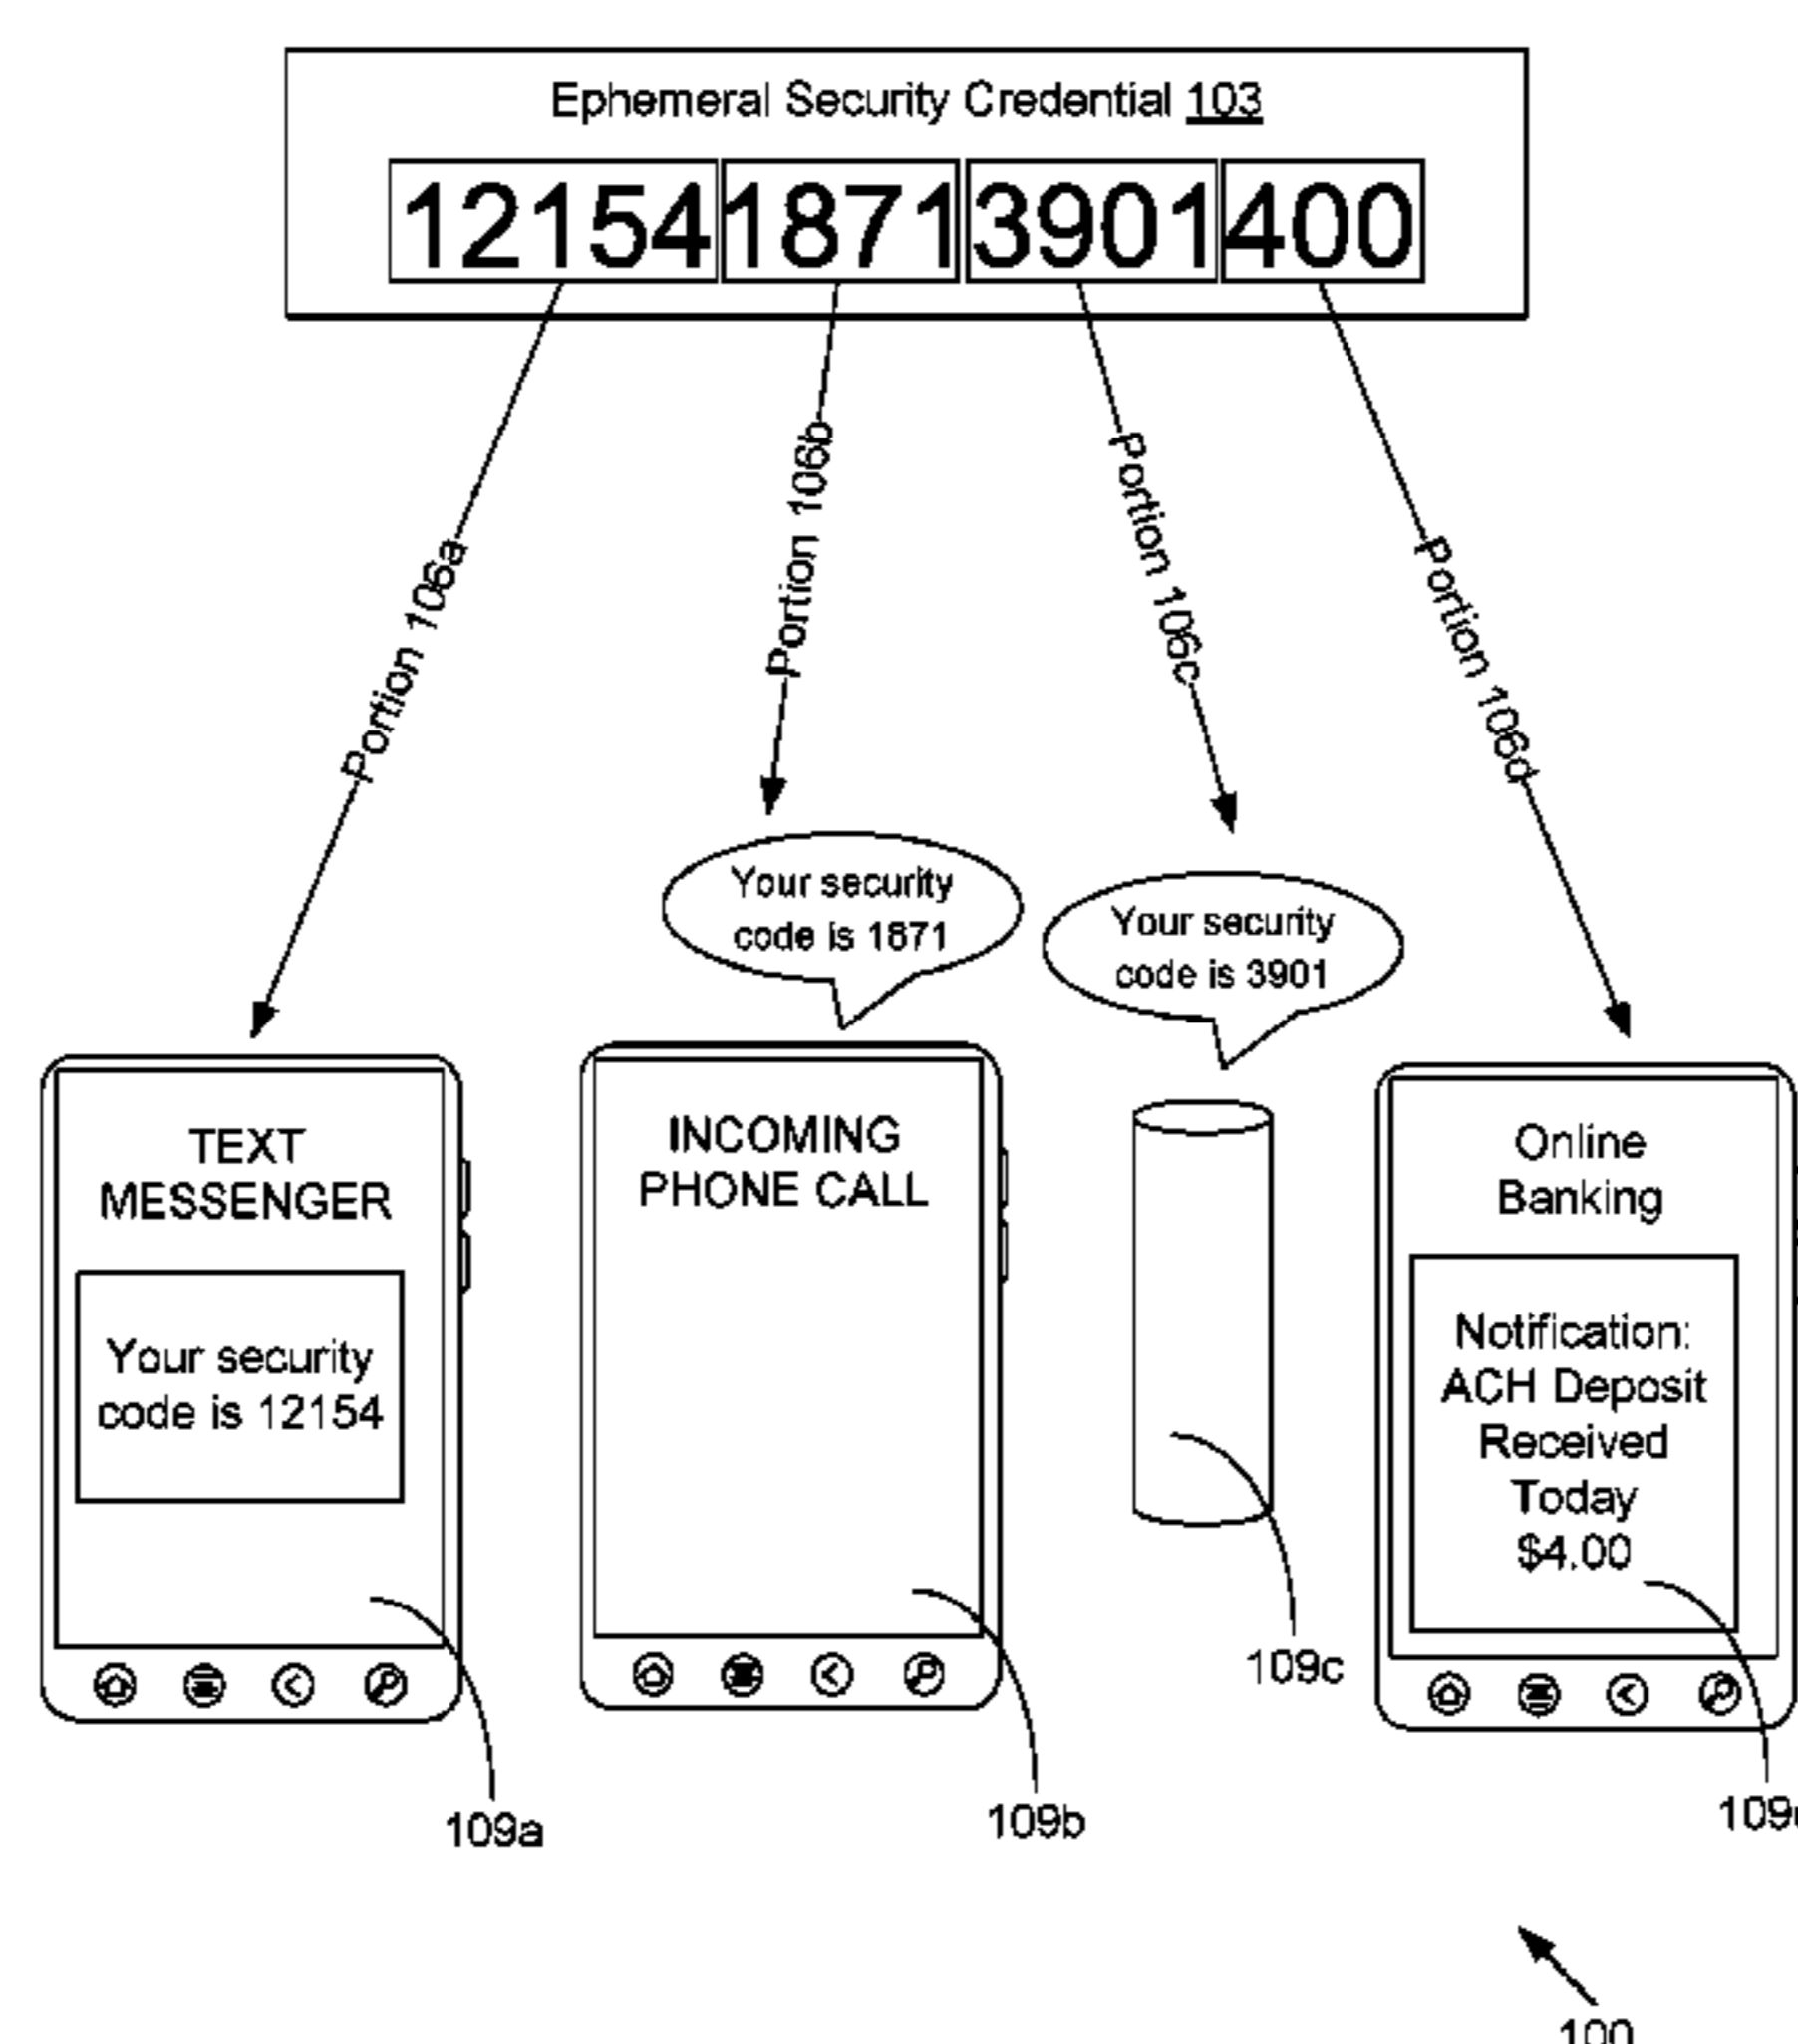 Ephemeral Security Credential 103
12154 1871 3901 400
Portion 106a
Portion 106b
Portion 106c
Portion 106d
Your security
code is 1871
Your security
code is 3901
TEXT
MESSENGER
Your security
code is 12154
INCOMING
PHONE CALL
Online
Banking
Notification:
ACH Deposit
Received
Today
$4.00
109a
109b
109c
100